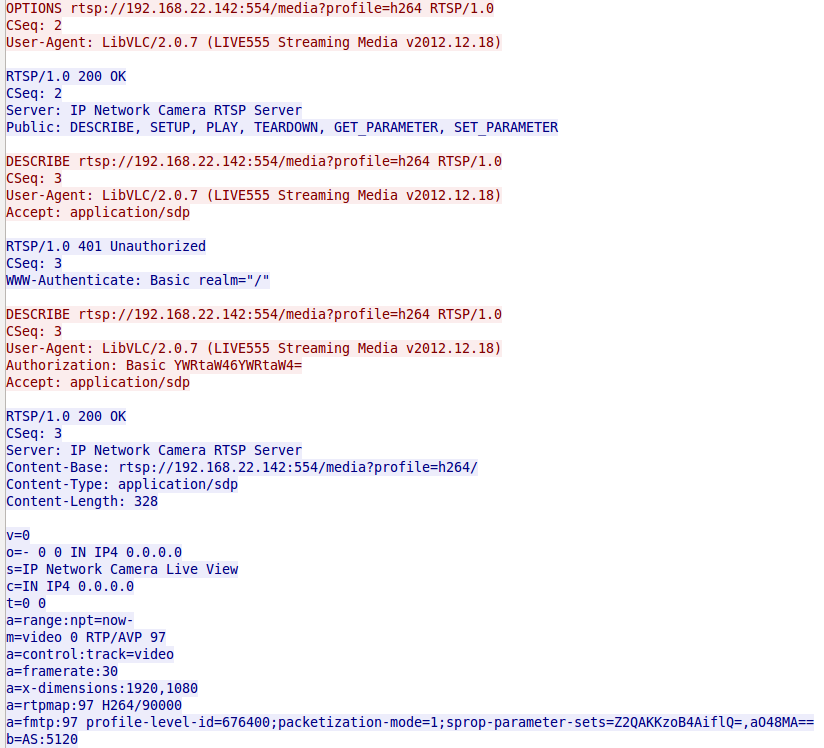 OPTIONS rtsp://192.168.22.142:554/media?profile=h264 RTSP/1.0
CSeq: 2
User-Agent: LibVLC/2.0.7 (LIVE555 Streaming Media v2012.12.18)
RTSP/1.0 200 OK
CSeq: 2
Server: IP Network Camera RTSP Server
Public: DESCRIBE, SETUP, PLAY, TEARDOWN, GET_PARAMETER, SET_PARAMETER
DESCRIBE rtsp://192.168.22.142:554/media?profile=h264 RTSP/1.0
CSeq: 3
User-Agent: LibVLC/2.0.7 (LIVE555 Streaming Media v2012.12.18)
Accept: application/sdp
RTSP/1.0 401 Unauthorized
CSeq: 3
WWW-Authenticate: Basic realm="/"
DESCRIBE rtsp://192.168.22.142:554/media?profile=h264 RTSP/1.0
CSeq: 3
User-Agent: LibVLC/2.0.7 (LIVE555 Streaming Media v2012.12.18)
Authorization: Basic YWRtaW46YWRtaW4=
Accept: application/sdp
RTSP/1.0 200 OK
CSeq: 3
Server: IP Network Camera RTSP Server
Content-Base: rtsp://192.168.22.142:554/media?profile=h264/
Content-Type: application/sdp
Content-Length: 328
v=0
o=- 0 0 IN IP4 0.0.0.0
s=IP Network Camera Live View
c=IN IP4 0.0.0.0
t=0 0
a=range:npt=now-
m=video 0 RTP/AVP 97
a=control:track=video
a=framerate:30
a=x-dimensions:1920,1080
a=rtpmap:97 H264/90000
a=fmtp:97 profile-level-id=676400;packetization-mode=1;sprop-parameter-sets=Z2QAKKzoB4AiflQ=,aO48MA==
b=AS:5120